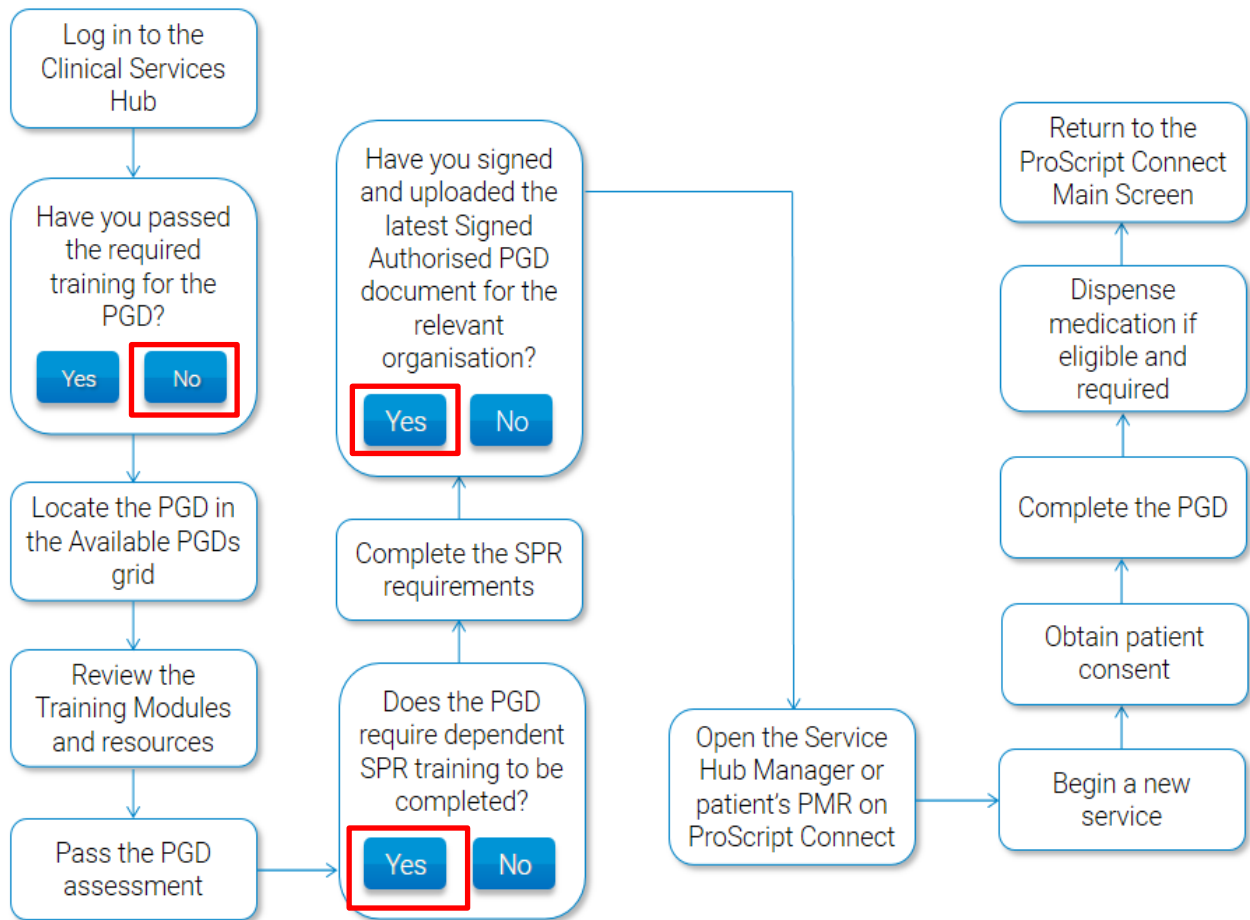 Log in to the
Clinical Services
Hub
Have you passed
the required
training for the
PGD?
Yes
No
Locate the PGD in
the Available PGDs
grid
Review the
Training Modules
and resources
Pass the PGD
assessment
Does the PGD
require dependent
SPR training to be
completed?
Yes
No
Complete the SPR
requirements
Have you signed
and uploaded the
latest Signed
Authorised PGD
document for the
relevant
organisation?
Yes
No
Open the Service
Hub Manager or
patient's PMR on
ProScript Connect
Begin a new
service
Obtain patient
consent
Complete the PGD
Dispense
medication if
eligible and
required
Return to the
ProScript Connect
Main Screen